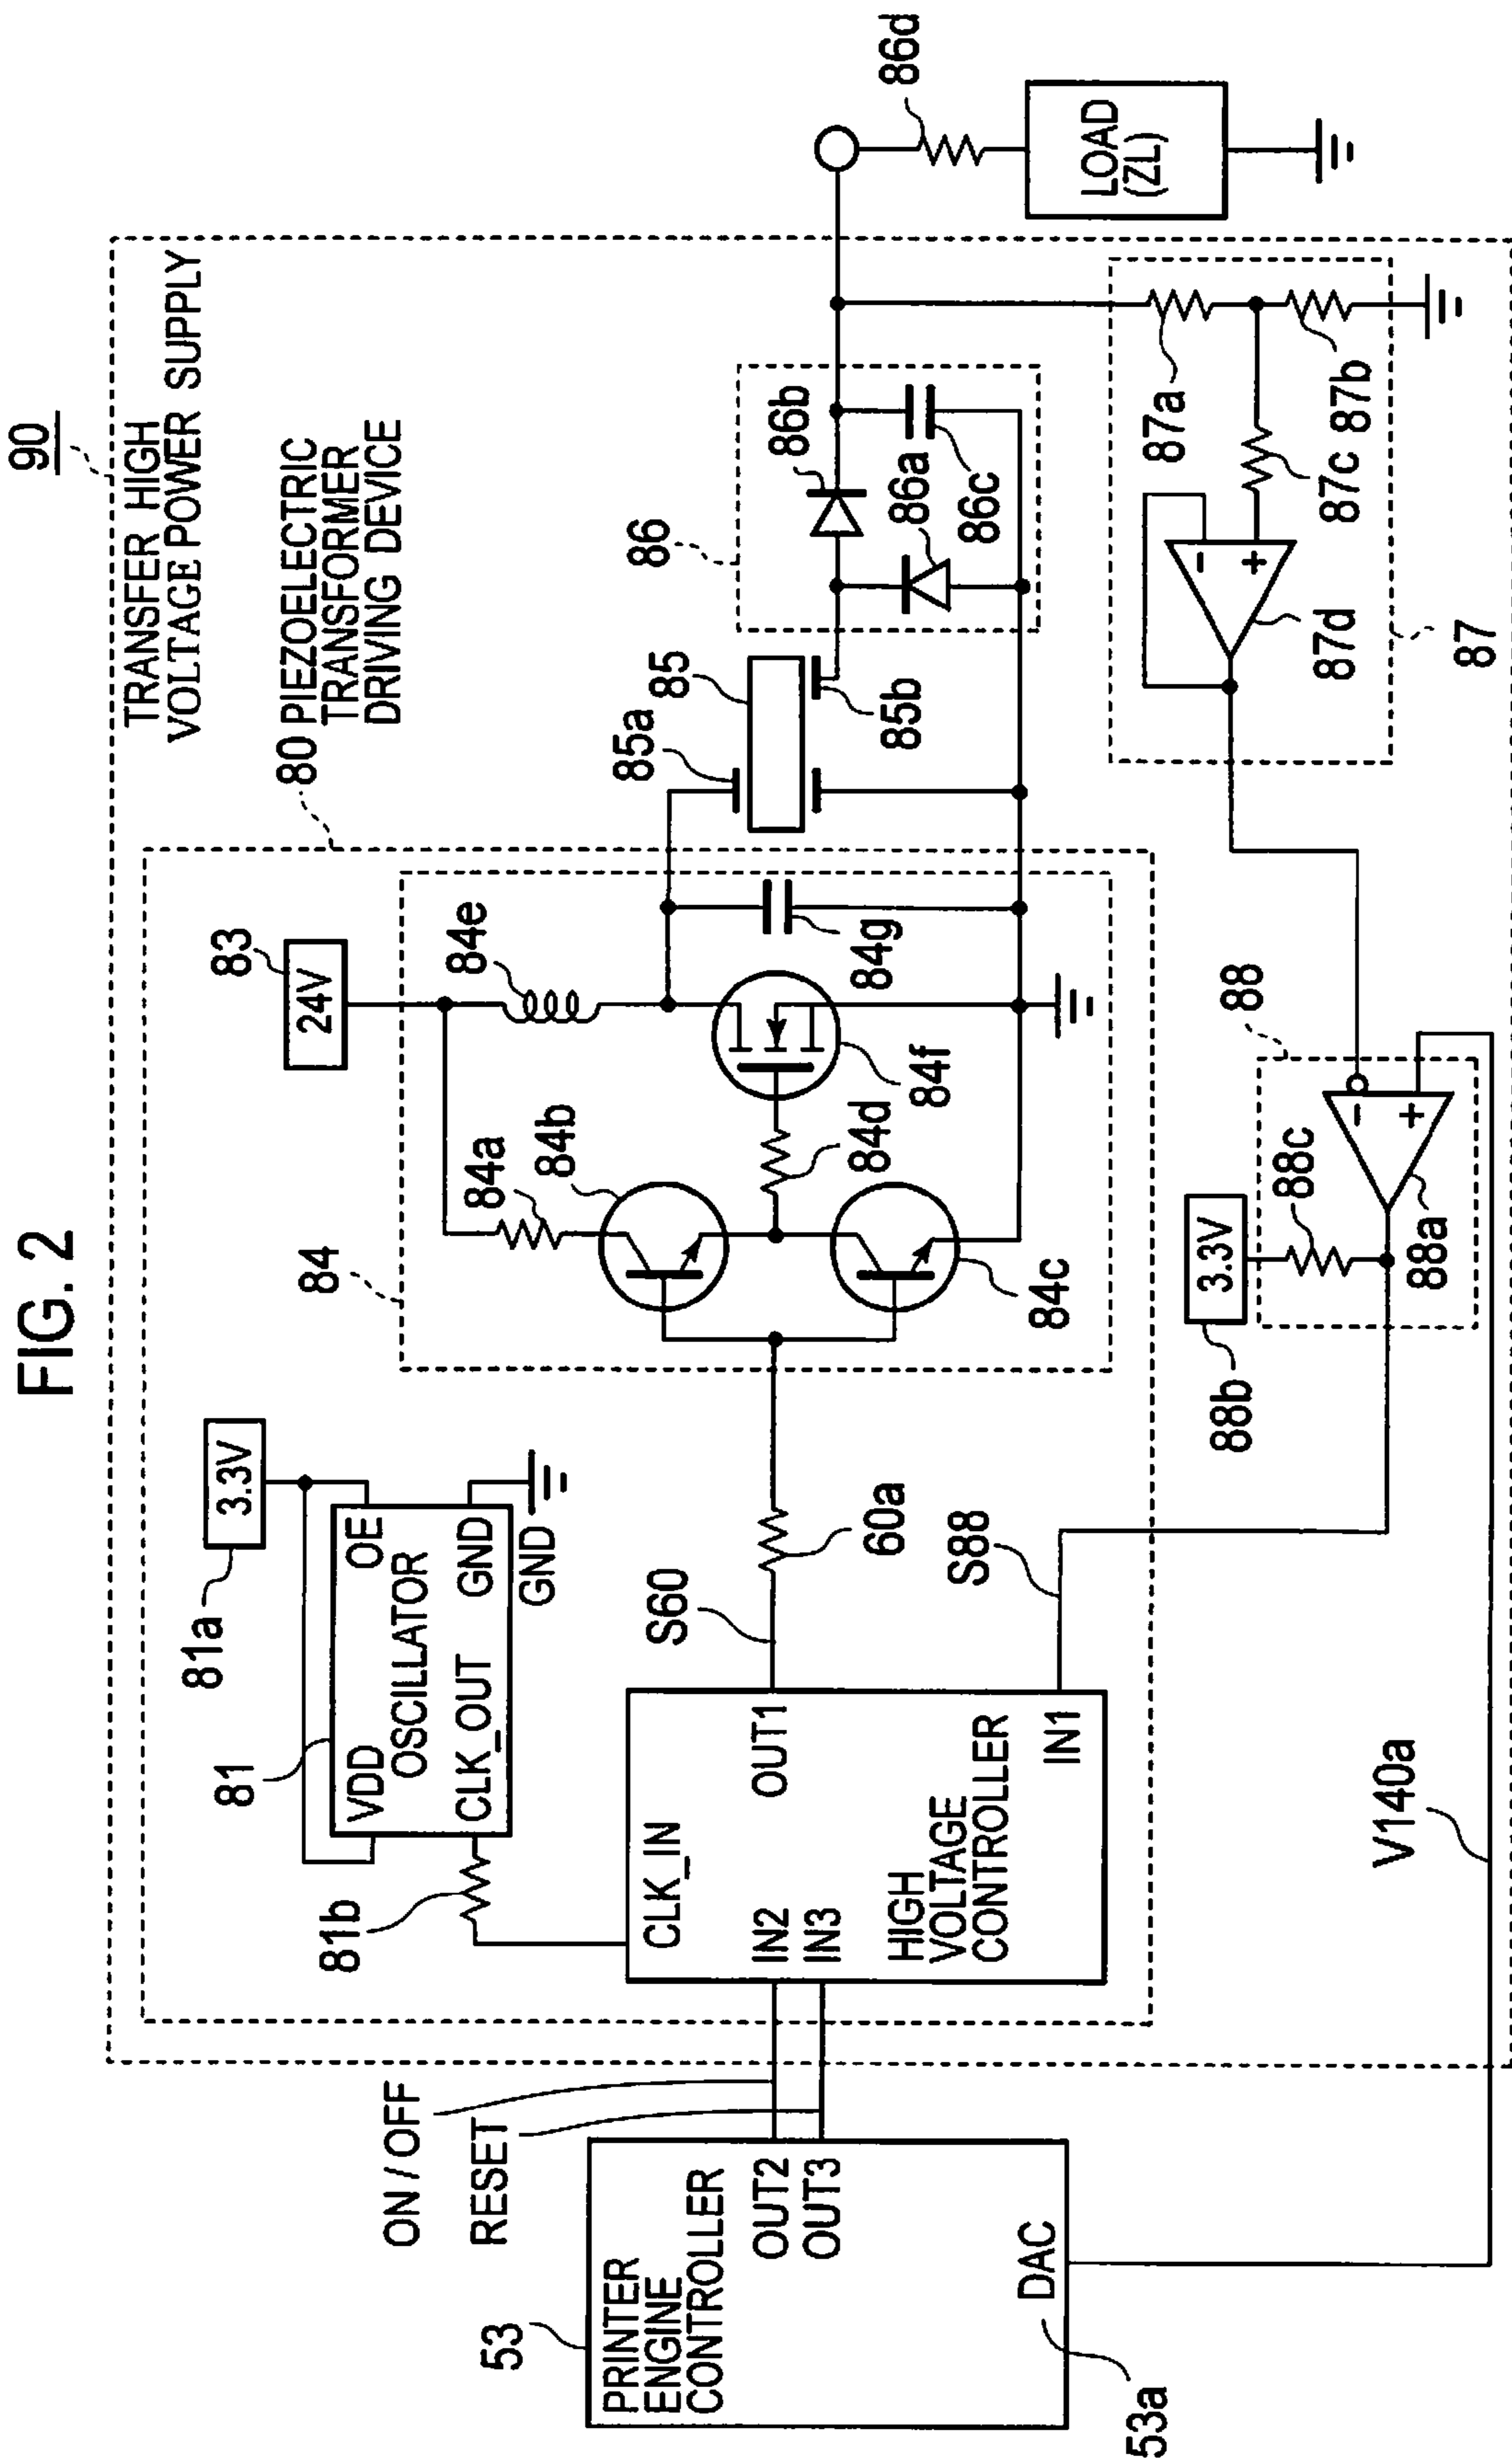 FIG. 2
90
TRANSFER HIGH
VOLTAGE POWER SUPPLY
80 PIEZOELECTRIC
TRANSFORMER
DRIVING DEVICE
83
24V
84
84a
84b
84c
84d
84e
84f
84g
85a
85
85b
86
86b
86a
86c
86d
LOAD
(ZL)
81a
3.3V
81
VDD
OE
OSCILLATOR
CLK_OUT
GND
GND
81b
CLK_IN
OUT1
IN2
IN3
HIGH
VOLTAGE
CONTROLLER
IN1
S60
60a
S88
ON / OFF
RESET
53
PRINTER
ENGINE
CONTROLLER
OUT2
OUT3
DAC
53a
V140a
88b
3.3V
88c
88
-
+
88a
87a
87b
87c
-
+
87d
87